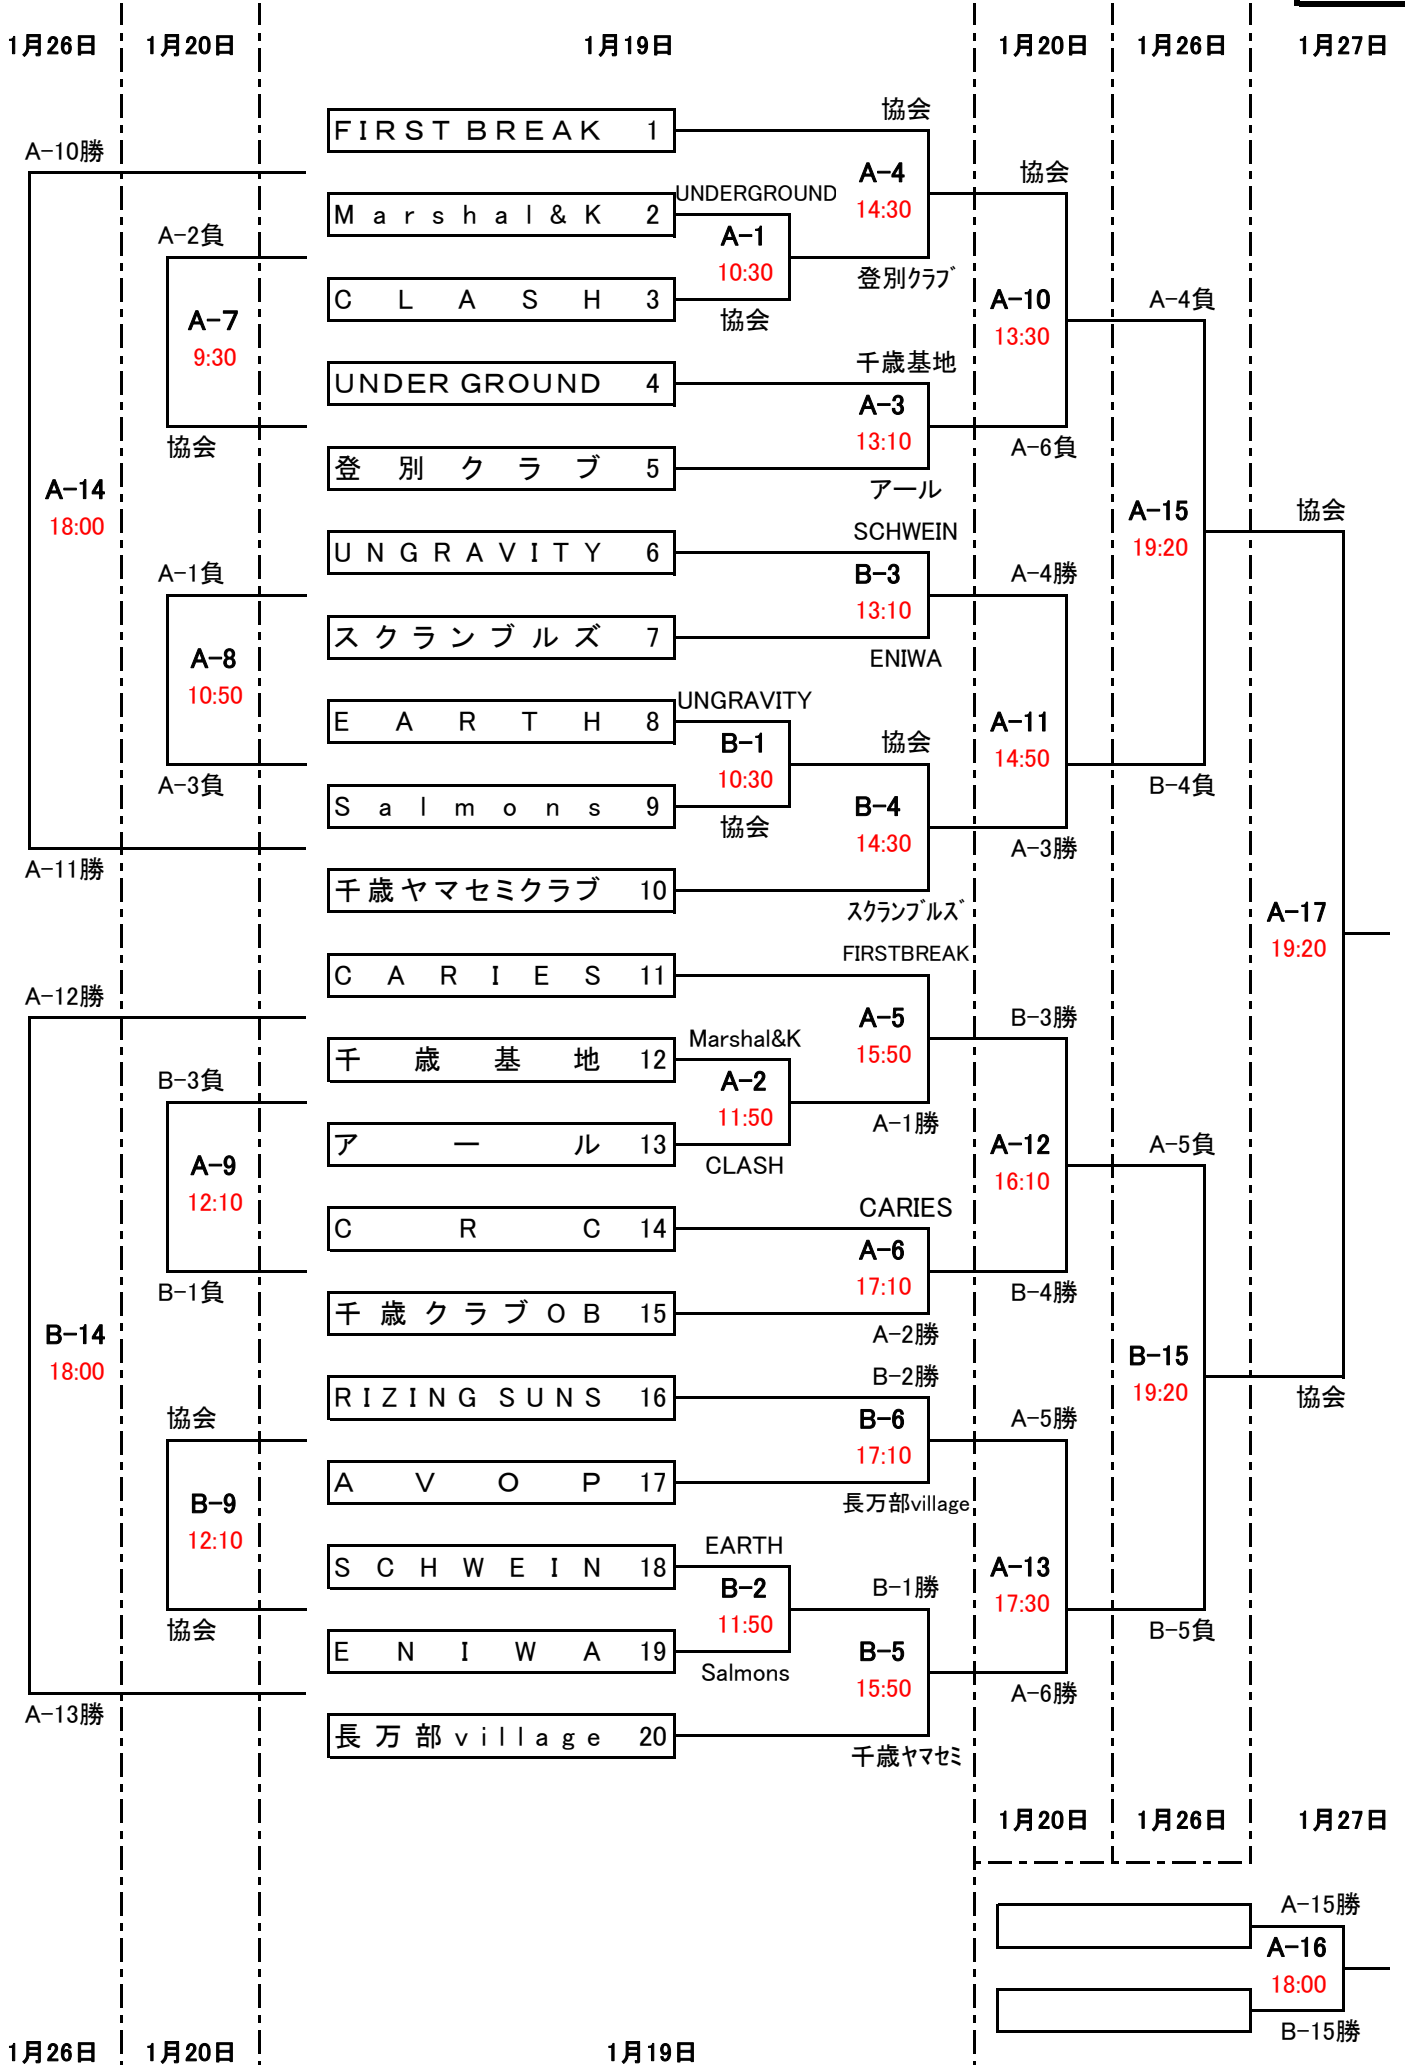 1月26日 1月20日 1月19日 1月20日 1月26日 1月27日
協会
FIRST BREAK 1
A-10勝
A-4
協会
UNDERGROUND
14:30
Marshal&K 2
A-2負
A-1
10:30
登別クラブ
CLASH 3
A-10
A-4負
A-7
協会
13:30
9:30
千歳基地
UNDER GROUND 4
A-3
協会
13:10
A-6負
登別クラブ 5
A-14
アール
A-15
協会
18:00
SCHWEIN
19:20
UNGRAVITY 6
A-1負
B-3
A-4勝
13:10
スクランブルズ 7
A-8
ENIWA
10:50
UNGRAVITY
EARTH 8
A-11
B-1
協会
14:50
10:30
A-3負
B-4負
Salmons 9
B-4
協会
14:30
A-3勝
A-11勝
千歳ヤマセミクラブ 10
スクランブルズ
A-17
FIRSTBREAK
19:20
CARIES 11
A-12勝
A-5
B-3勝
Marshal&K
15:50
千歳基地 12
B-3負
A-2
11:50
A-1勝
アール 13
A-12
A-5負
A-9
CLASH
16:10
12:10
CARIES
CRC 14
A-6
17:10
B-1負
B-4勝
千歳クラブOB 15
B-14
A-2勝
B-15
18:00
B-2勝
19:20
RIZING SUNS 16
協会
協会
B-6
A-5勝
17:10
AVOP 17
B-9
長万部village
12:10
EARTH
SCHWEIN 18
A-13
B-2
B-1勝
17:30
11:50
協会
B-5負
ENIWA 19
B-5
Salmons
15:50
A-6勝
A-13勝
長万部village 20
千歳ヤマセミ
1月20日 1月26日 1月27日
A-15勝
A-16
18:00
B-15勝
1月26日 1月20日 1月19日